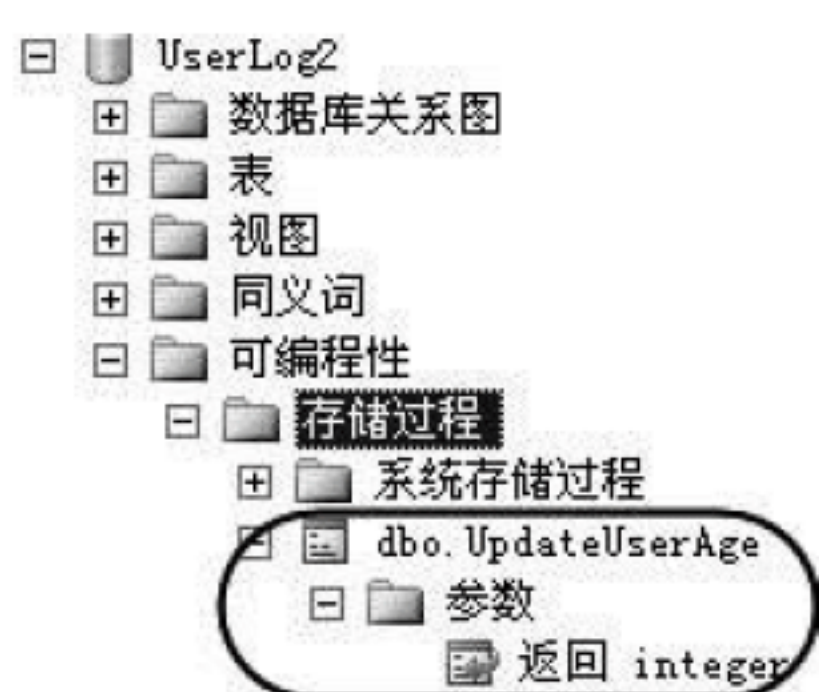 UserLog2
数据库关系图
表
视图
同义词
可编程性
存储过程
系统存储过程
dbo.UpdateUserAge
参数
返回 integer